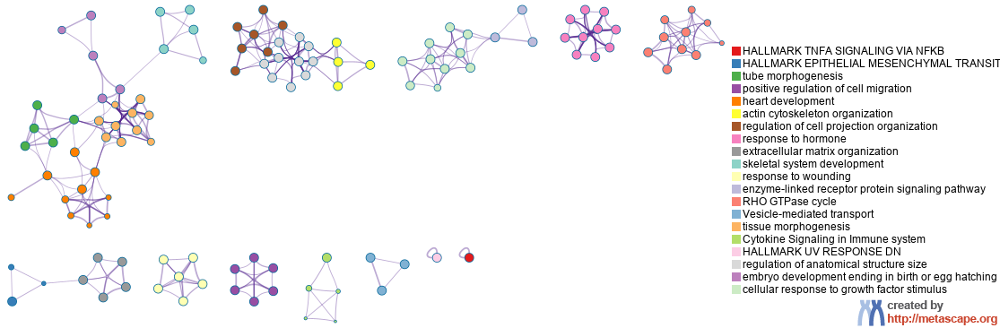 HALLMARK TNFA SIGNALING VIA NFKB
HALLMARK EPITHELIAL MESENCHYMAL TRANSIT
tube morphogenesis
positive regulation of cell migration
heart development
actin cytoskeleton organization
regulation of cell projection organization
response to hormone
extracellular matrix organization
skeletal system development
response to wounding
enzyme-linked receptor protein signaling pathway
RHO GTPase cycle
Vesicle-mediated transport
tissue morphogenesis
Cytokine Signaling in Immune system
HALLMARK UV RESPONSE DN
regulation of anatomical structure size
embryo development ending in birth or egg hatching
cellular response to growth factor stimulus
created by
http://metascape.org